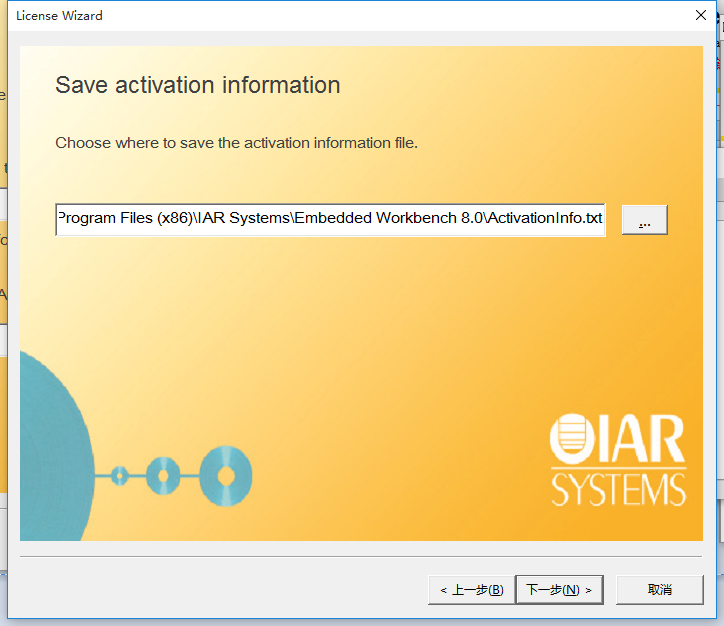 License Wizard
Save activation information
Choose where to save the activation information file.
Program Files (x86)\IAR Systems\Embedded Workbench 8.0\ActivationInfo.txt
...
IAR
SYSTEMS
< 上一步(B)
下一步(N) >
取消